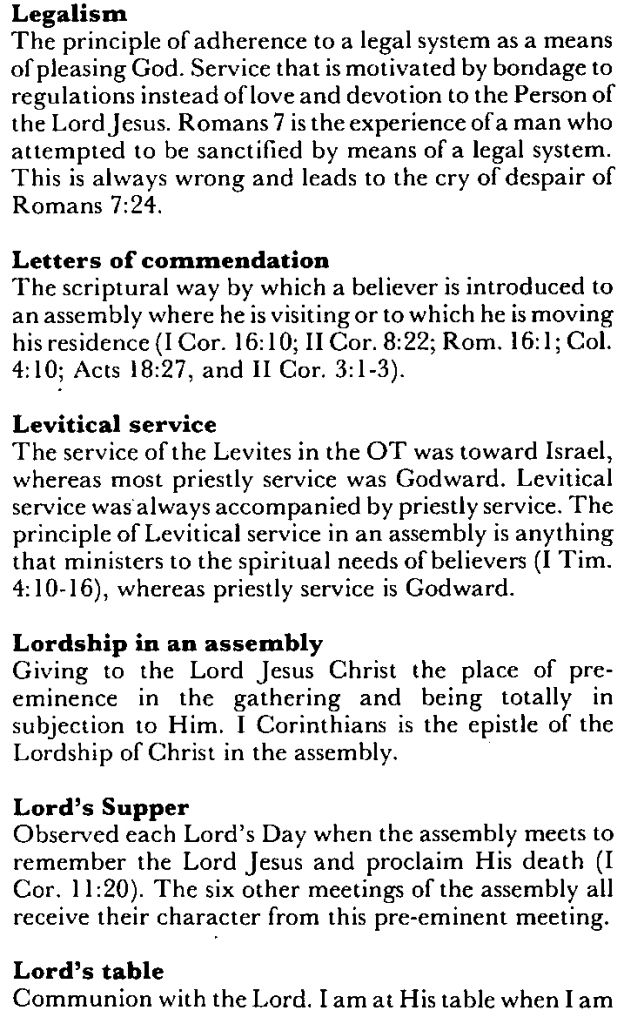 Legalism
The principle of adherence to a legal system as a means
of pleasing God. Service that is motivated by bondage to
regulations instead of love and devotion to the Person of
the Lord Jesus. Romans 7 is the experience of a man who
attempted to be sanctified by means of a legal system.
This is always wrong and leads to the cry of despair of
Romans 7:24.

Letters of commendation
The scriptural way by which a believer is introduced to
an assembly where he is visiting or to which he is moving
his residence (I Cor. 16:10; II Cor. 8:22; Rom. 16:1; Col.
4:10; Acts 18:27, and II Cor. 3:1-3).

Levitical service
The service of the Levites in the OT was toward Israel,
whereas most priestly service was Godward. Levitical
service was always accompanied by priestly service. The
principle of Levitical service in an assembly is anything
that ministers to the spiritual needs of believers (I Tim.
4:10-16), whereas priestly service is Godward.

Lordship in an assembly
Giving to the Lord Jesus Christ the place of pre-
eminence in the gathering and being totally in
subjection to Him. I Corinthians is the epistle of the
Lordship of Christ in the assembly.

Lord's Supper
Observed each Lord's Day when the assembly meets to
remember the Lord Jesus and proclaim His death (I
Cor. 11:20). The six other meetings of the assembly all
receive their character from this pre-eminent meeting.

Lord's table
Communion with the Lord. I am at His table when I am